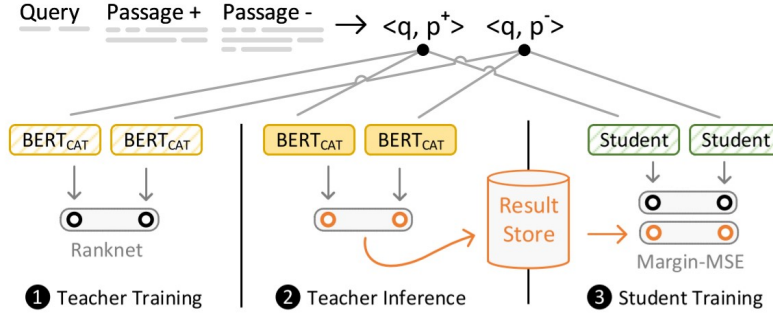 Query Passage + Passage - <q, p+> <q, p->
BERTCAT BERTCAT BERTCAT BERTCAT Student Student
Result
Store
Ranknet Margin-MSE
1 Teacher Training 2 Teacher Inference 3 Student Training